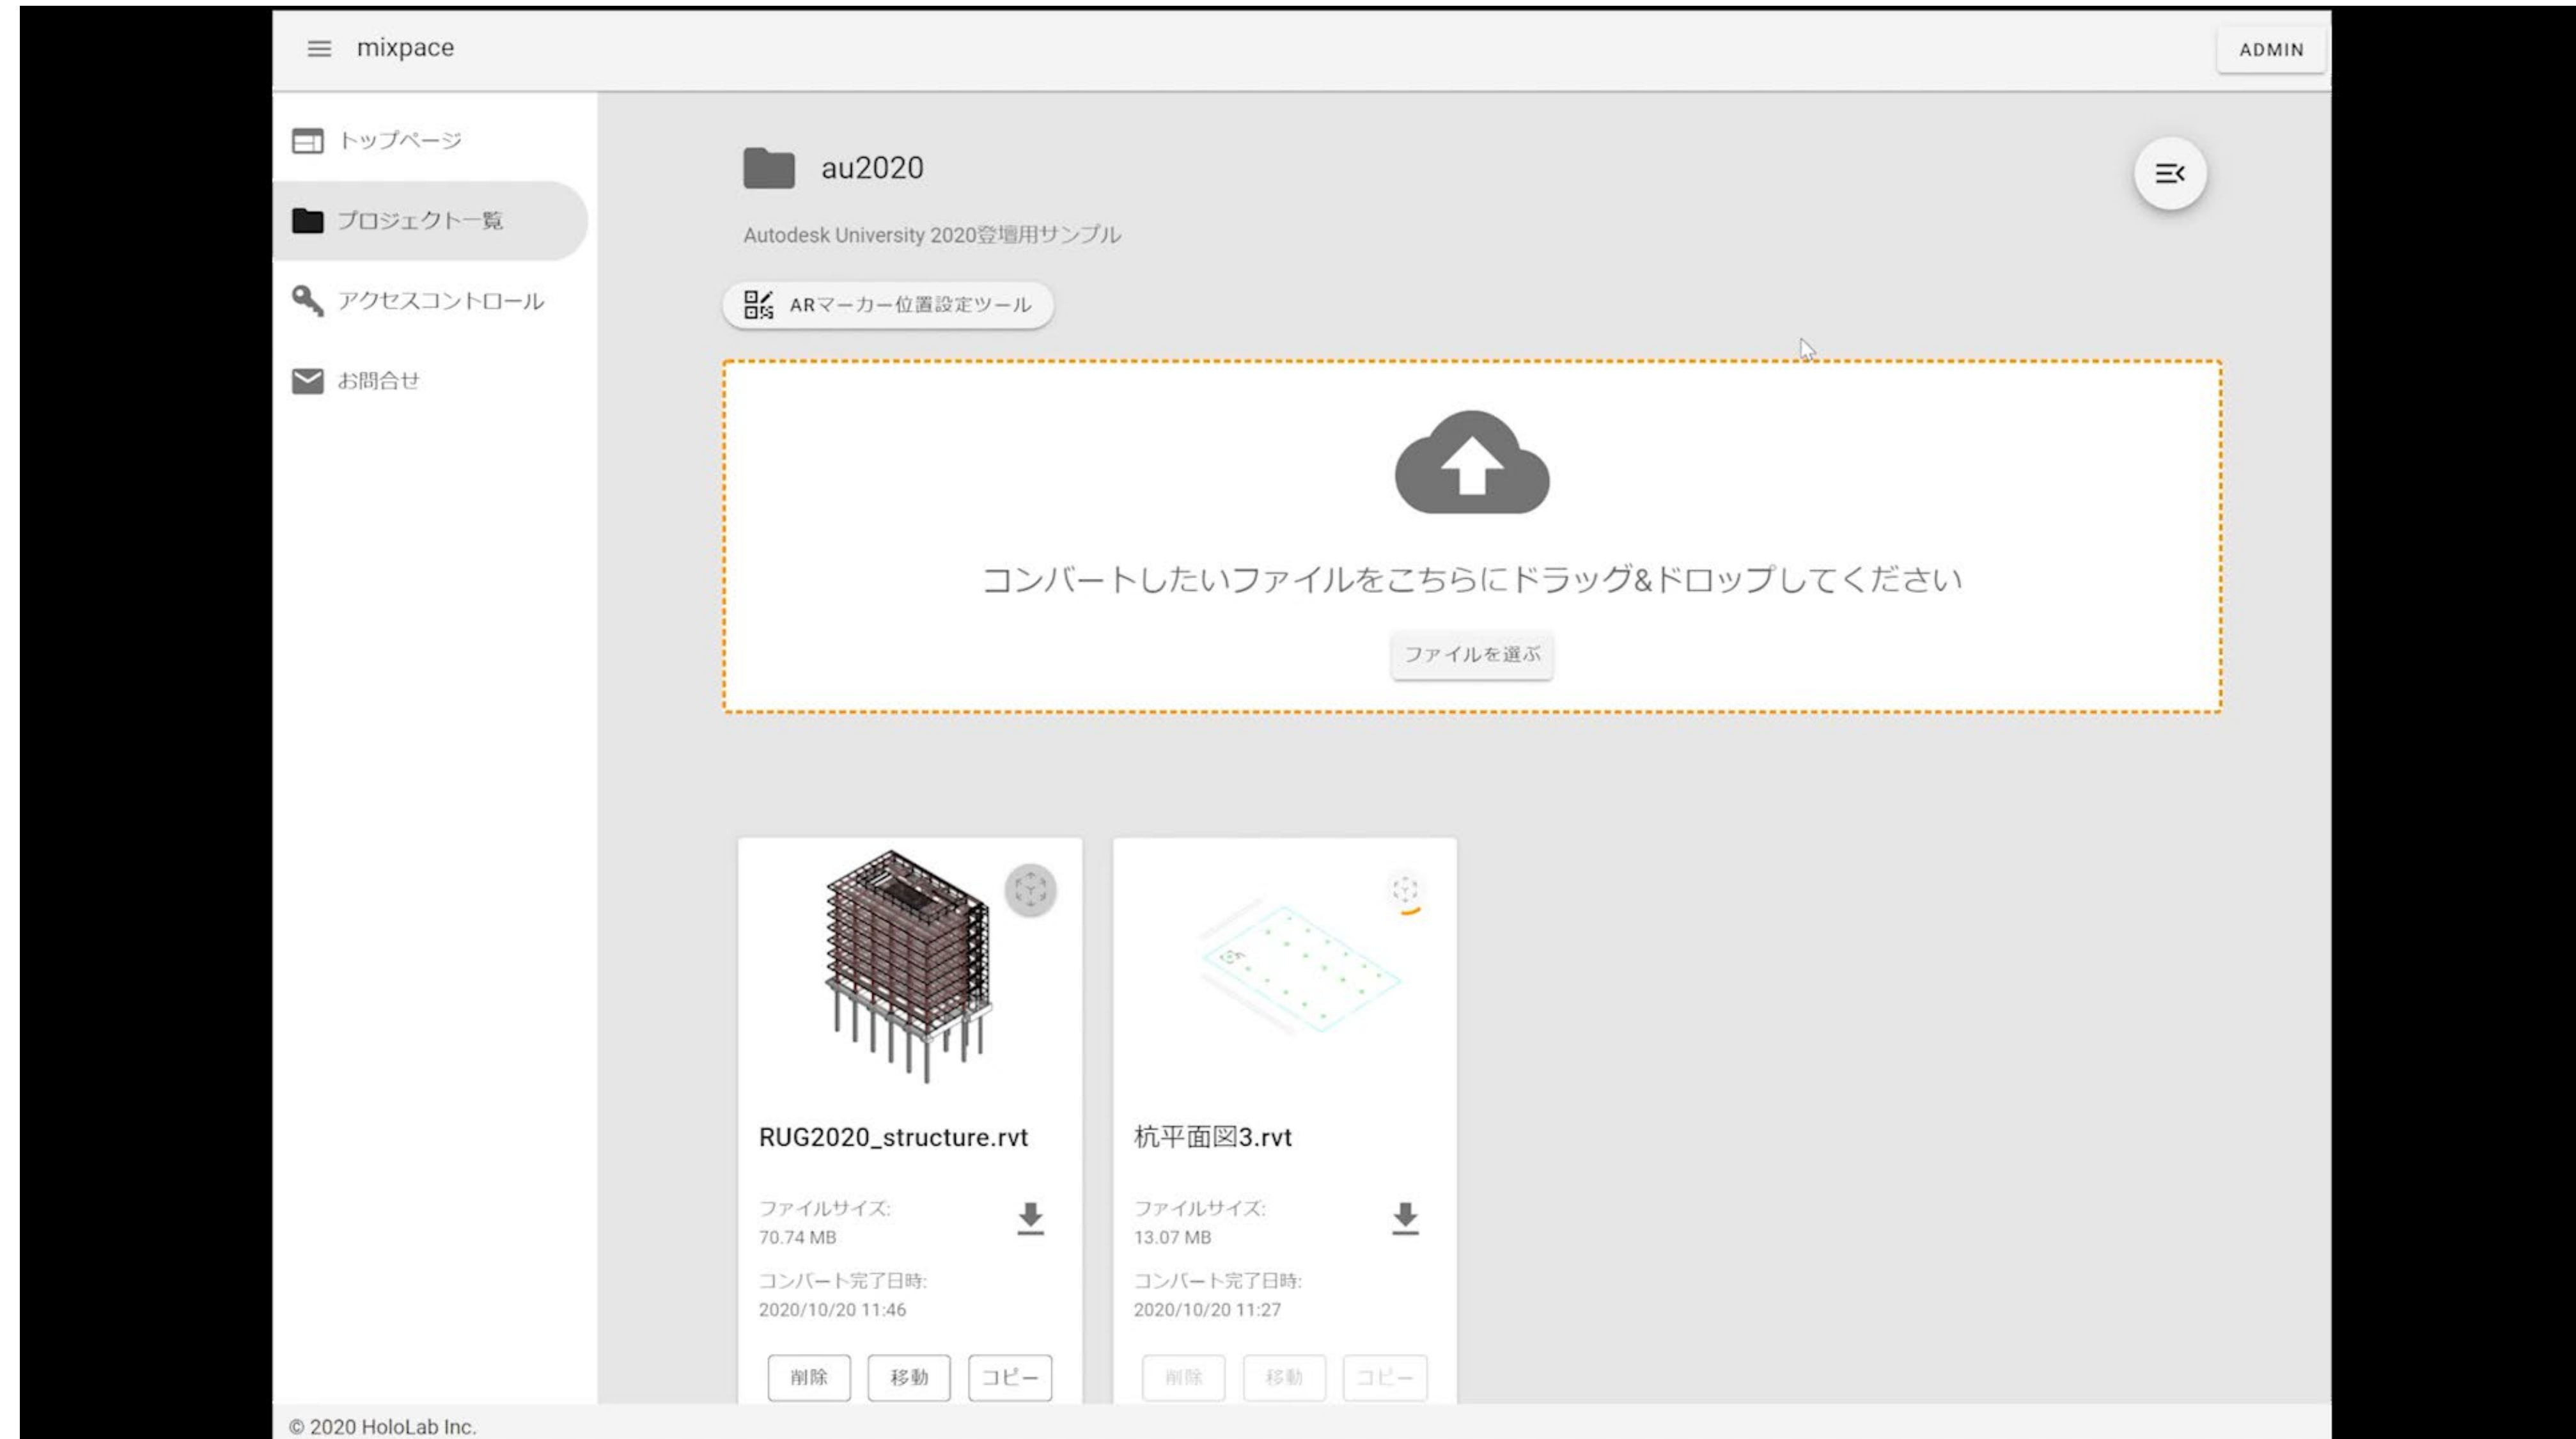 mixpace
ADMIN
トップページ
プロジェクト一覧
アクセスコントロール
お問合せ
au2020
Autodesk University 2020登壇用サンプル
ARマーカー位置設定ツール
コンバートしたいファイルをこちらにドラッグ&ドロップしてください
ファイルを選ぶ
RUG2020_structure.rvt
ファイルサイズ:
70.74 MB
コンバート完了日時:
2020/10/20 11:46
削除
移動
コピー
杭平面図3.rvt
ファイルサイズ:
13.07 MB
コンバート完了日時:
2020/10/20 11:27
削除
移動
コピー
© 2020 HoloLab Inc.